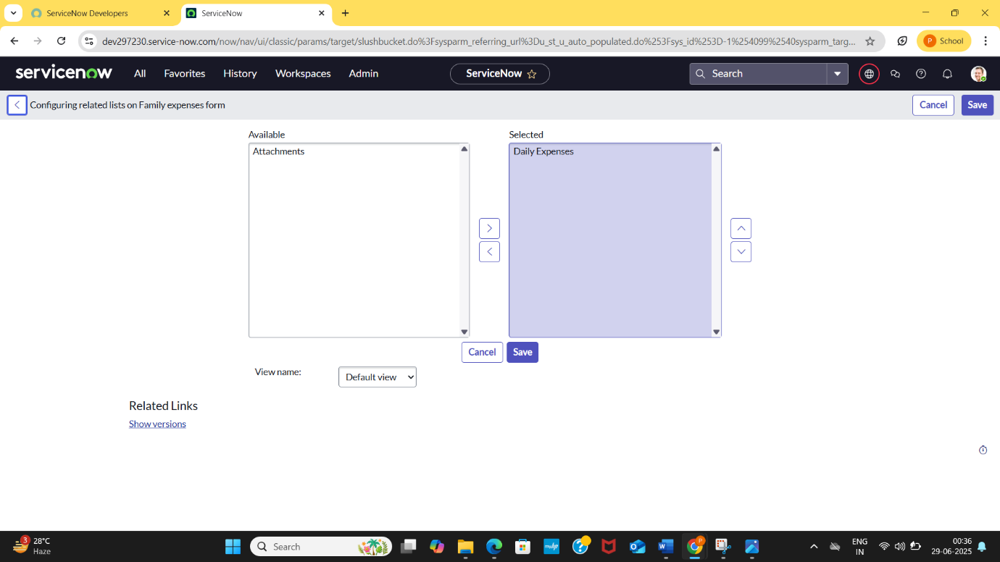 ServiceNow Developers
ServiceNow
dev297230.service-now.com/now/nav/ui/classic/params/target/slushbucket.do%3Fsysparm_referring_url%3Du_st_u_auto_populated.do%253Fsys_id%253D-1%254099%2540sysparm_targ...
P School
servicenow All Favorites History Workspaces Admin ServiceNow Search
Configuring related lists on Family expenses form Cancel Save
Available Selected
Attachments Daily Expenses
Cancel Save
View name: Default view
Related Links
Show versions
3 28°C
Haze
Search
myhp
P
ENG
IN
00:36
29-06-2025